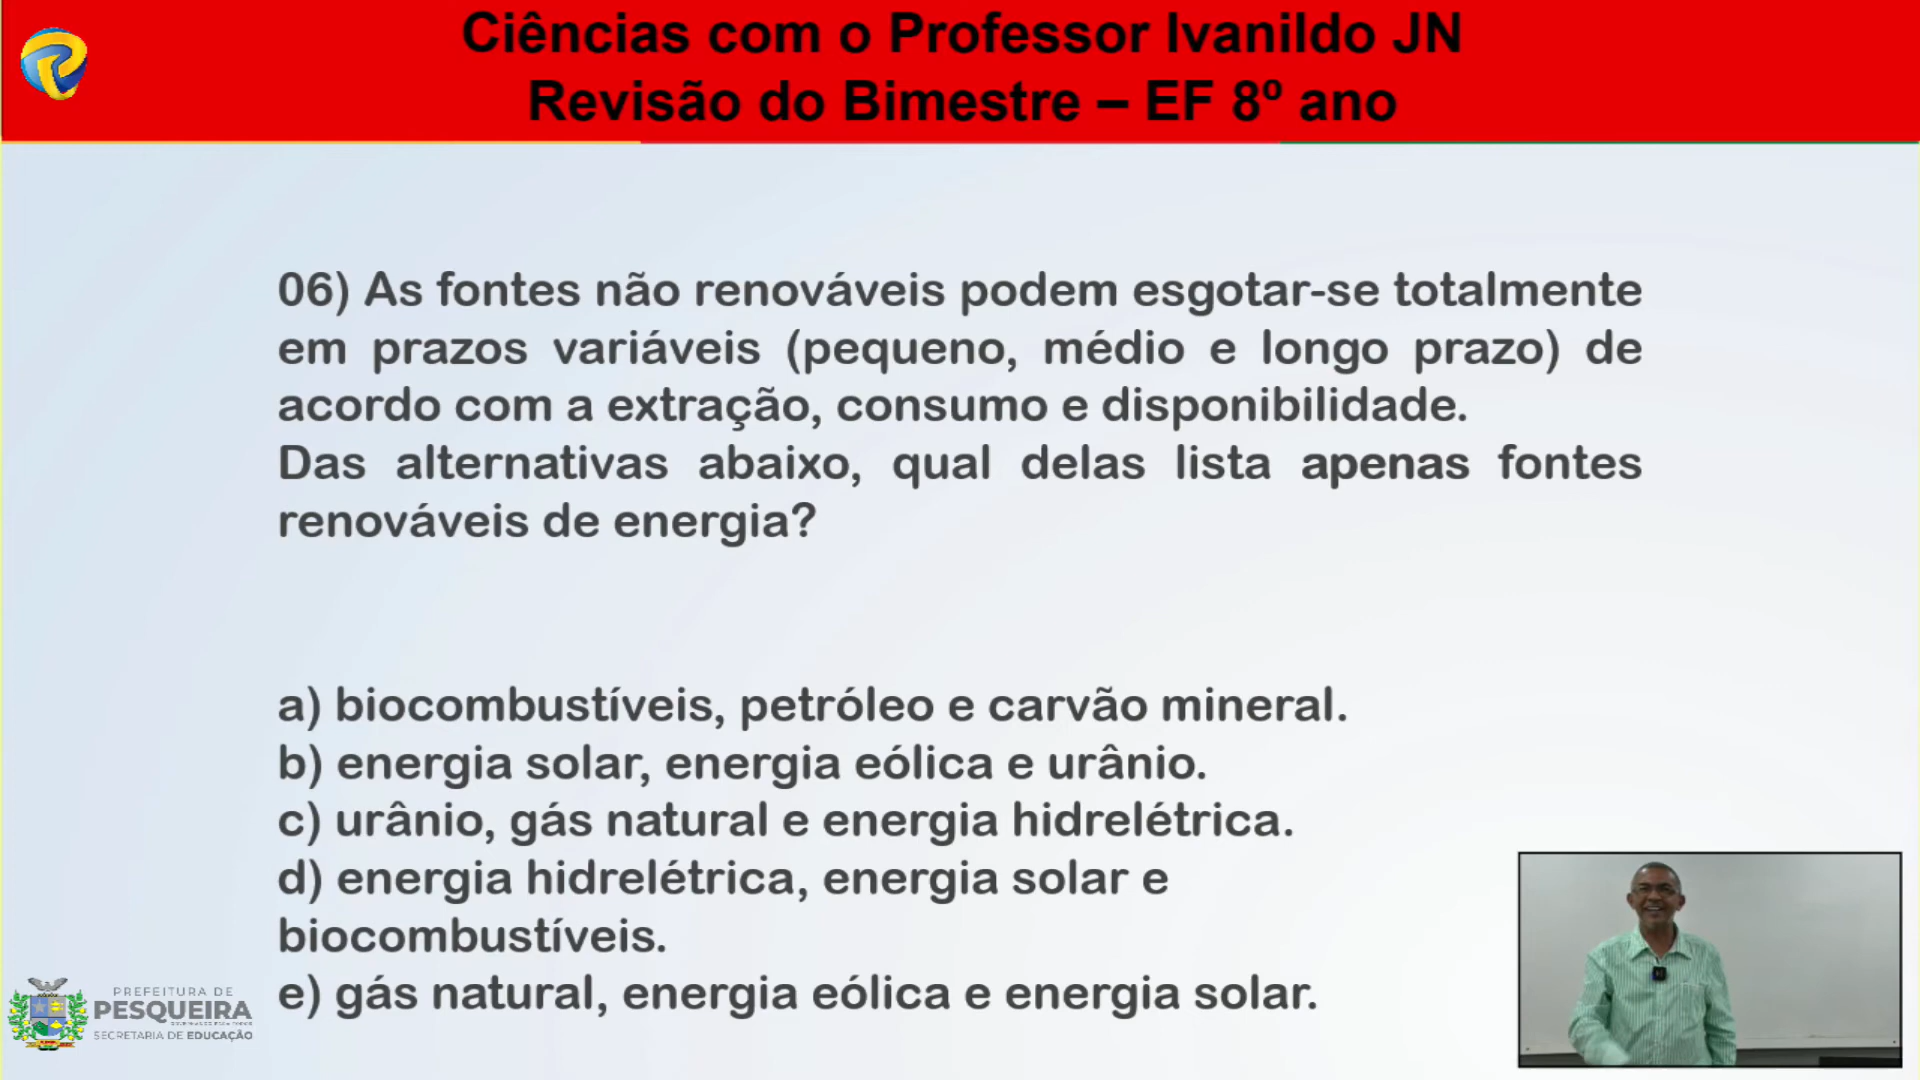 Ciências com o Professor Ivanildo JN
Revisão do Bimestre – EF 8º ano
06) As fontes não renováveis podem esgotar-se totalmente
em prazos variáveis (pequeno, médio e longo prazo) de
acordo com a extração, consumo e disponibilidade.
Das alternativas abaixo, qual delas lista apenas fontes
renováveis de energia?
a) biocombustíveis, petróleo e carvão mineral.
b) energia solar, energia eólica e urânio.
c) urânio, gás natural e energia hidrelétrica.
d) energia hidrelétrica, energia solar e
biocombustíveis.
e) gás natural, energia eólica e energia solar.
PREFEITURA DE
PESQUEIRA
SECRETARIA DE EDUCAÇÃO